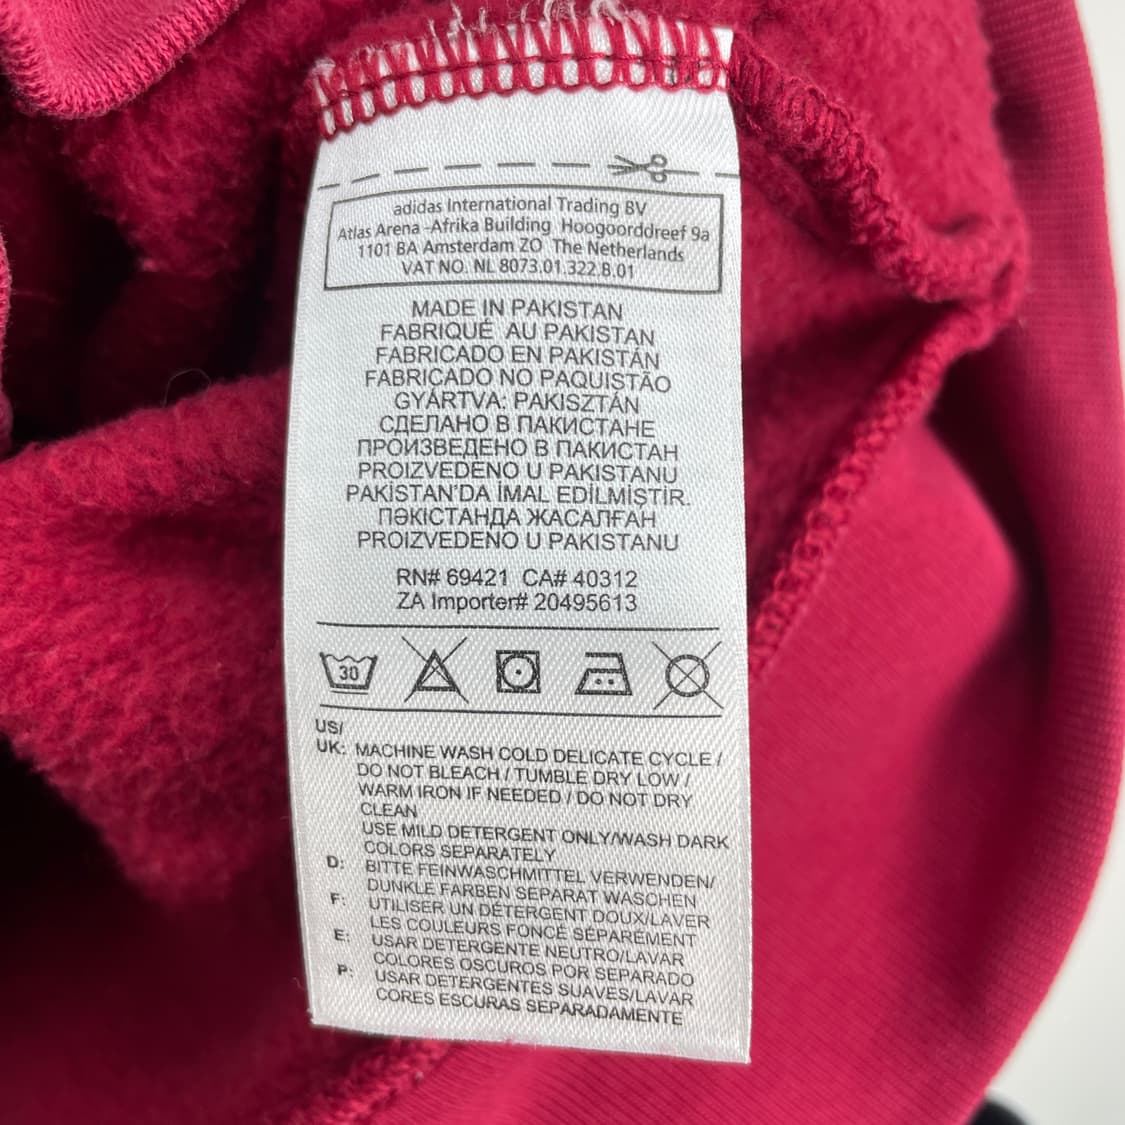 adidas International Trading BV
Atlas Arena -Afrika Building Hoogoorddreef 9a
1101 BA Amsterdam ZO The Netherlands
VAT NO. NL 8073.01.322.B.01
MADE IN PAKISTAN
FABRIQUÉ AU PAKISTAN
FABRICADO EN PAKISTÁN
FABRICADO NO PAQUISTÃO
GYÁRTVA: PAKISZTÁN
СДЕЛАНО В ПАКИСТАНЕ
ПРОИЗВЕДЕНО В ПАКИСТАН
PROIZVEDENO U PAKISTANU
PAKİSTAN'DA İMAL EDİLMİŞTİR.
ПӘКІСТАНДА ЖАСАЛҒАН
PROIZVEDENO U PAKISTANU
RN# 69421 CA# 40312
ZA Importer# 20495613
30
US/
UK: MACHINE WASH COLD DELICATE CYCLE /
DO NOT BLEACH / TUMBLE DRY LOW /
WARM IRON IF NEEDED / DO NOT DRY
CLEAN
USE MILD DETERGENT ONLY/WASH DARK
COLORS SEPARATELY
D: BITTE FEINWASCHMITTEL VERWENDEN/
DUNKLE FARBEN SEPARAT WASCHEN
F: UTILISER UN DÉTERGENT DOUX/LAVER
LES COULEURS FONCÉ SÉPARÉMENT
E: USAR DETERGENTE NEUTRO/LAVAR
COLORES OSCUROS POR SEPARADO
P: USAR DETERGENTES SUAVES/LAVAR
CORES ESCURAS SEPARADAMENTE